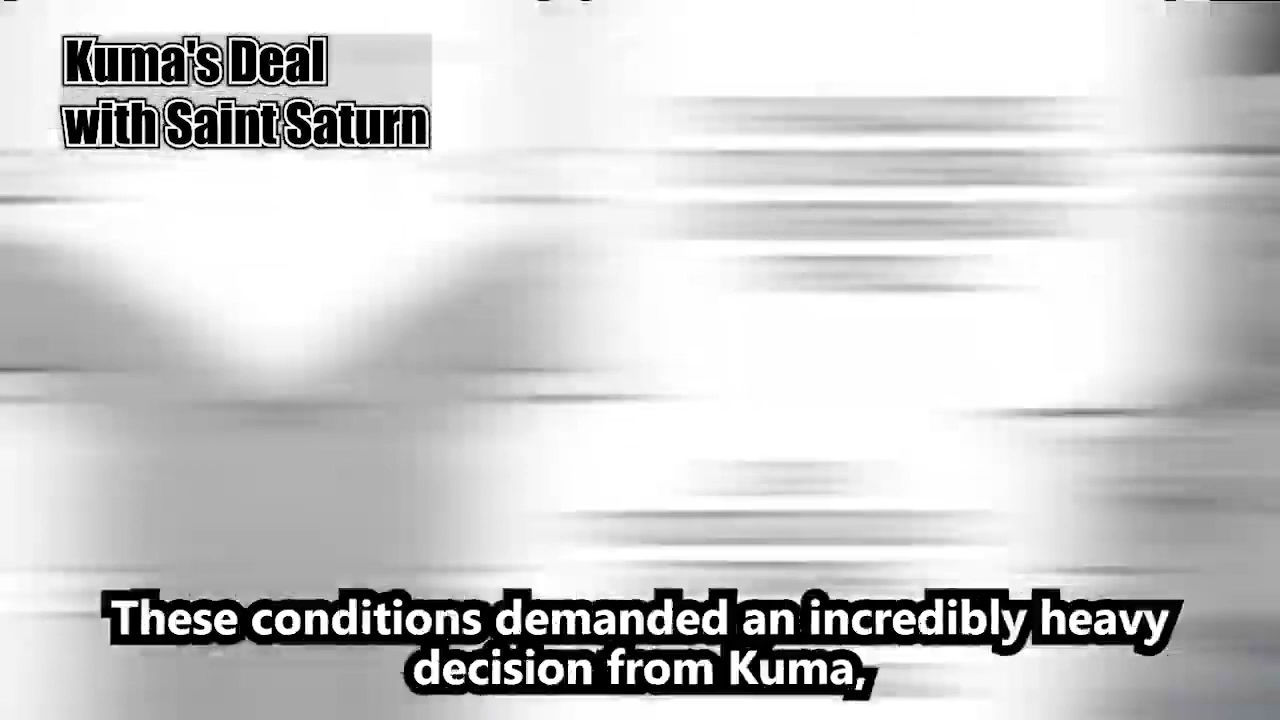 Kuma's Deal
with Saint Saturn
These conditions demanded an incredibly heavy
decision from Kuma,